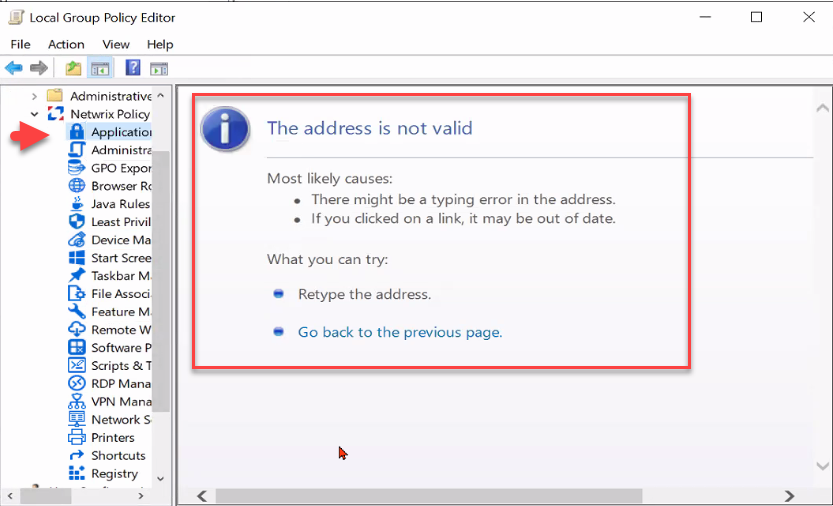 Local Group Policy Editor
File Action View Help
Administrative
Netwrix Policy
Application
Administra
GPO Expor
Browser Ro
Java Rules
Least Privil
Device Ma
Start Scree
Taskbar M
File Associ
Feature M
Remote W
Software P
Scripts & T
RDP Mana
VPN Mana
Network S
Printers
Shortcuts
Registry
The address is not valid
Most likely causes:
There might be a typing error in the address.
If you clicked on a link, it may be out of date.
What you can try:
Retype the address.
Go back to the previous page.